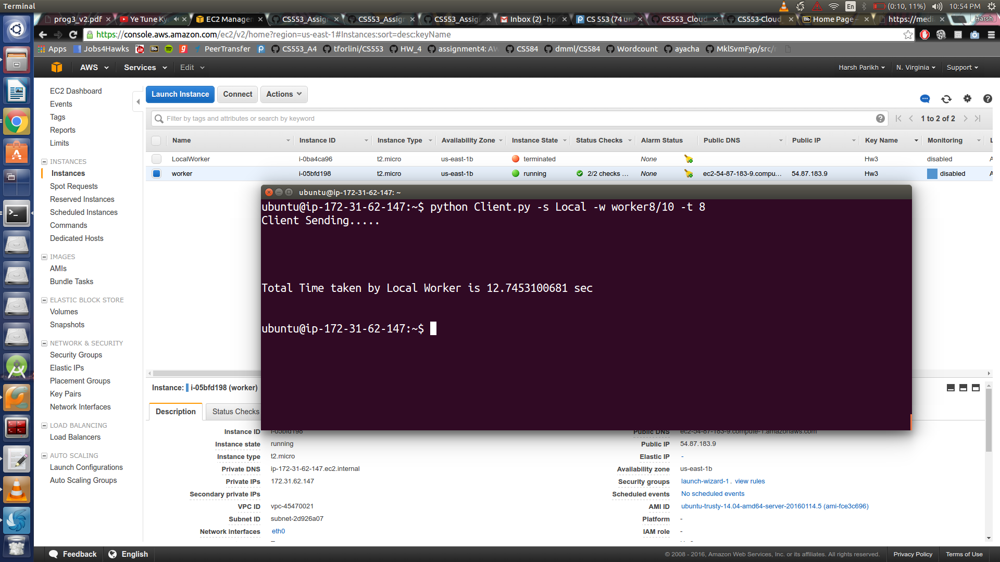 Terminal
En
(0:10, 11%)
10:54 PM
prog3_v2.pdf
Ye Tune Ky
EC2 Manager
CS553_Assig
CS553_Assig
CS553_Assig
Inbox (2) - hp
CS 553 (74 un
CS553_Cloud
CS553-Cloud_
Bb Home Page -
https://medi
Harsh
https://console.aws.amazon.com/ec2/v2/home?region=us-east-1#Instances:sort=desc:keyName
Apps
Jobs4Hawks
Bb
PeerTransfer
CS553_A4
tforlini/CS553
HW_4
assignment4: AW
CS584
dmml/CS584
Wordcount
ayacha
MklSvmFyp/src/r
AWS
Services
Edit
Harsh Parikh
N. Virginia
Support
EC2 Dashboard
Events
Tags
Reports
Limits
INSTANCES
Instances
Spot Requests
Reserved Instances
Scheduled Instances
Commands
Dedicated Hosts
IMAGES
AMIs
Bundle Tasks
ELASTIC BLOCK STORE
Volumes
Snapshots
NETWORK & SECURITY
Security Groups
Elastic IPs
Placement Groups
Key Pairs
Network Interfaces
LOAD BALANCING
Load Balancers
AUTO SCALING
Launch Configurations
Auto Scaling Groups
Launch Instance
Connect
Actions
Filter by tags and attributes or search by keyword
1 to 2 of 2
Name Instance ID Instance Type Availability Zone Instance State Status Checks Alarm Status Public DNS Public IP Key Name Monitoring L
LocalWorker i-0ba4ca96 t2.micro us-east-1b terminated None Hw3 disabled A
worker i-05bfd198 t2.micro us-east-1b running 2/2 checks ... None ec2-54-87-183-9.compu... 54.87.183.9 Hw3 disabled A
ubuntu@ip-172-31-62-147: ~
ubuntu@ip-172-31-62-147:~$ python Client.py -s Local -w worker8/10 -t 8
Client Sending.....
Total Time taken by Local Worker is 12.7453100681 sec
ubuntu@ip-172-31-62-147:~$
Instance: i-05bfd198 (worker)
Description
Status Checks
Instance ID i-05bfd198
Instance state running
Instance type t2.micro
Private DNS ip-172-31-62-147.ec2.internal
Private IPs 172.31.62.147
Secondary private IPs
VPC ID vpc-45470021
Subnet ID subnet-2d926a07
Network interfaces eth0
Public DNS ec2-54-87-183-9.compute-1.amazonaws.com
Public IP 54.87.183.9
Elastic IP -
Availability zone us-east-1b
Security groups launch-wizard-1. view rules
Scheduled events No scheduled events
AMI ID ubuntu-trusty-14.04-amd64-server-20160114.5 (ami-fce3c696)
Platform -
IAM role -
Feedback
English
© 2008 - 2016, Amazon Web Services, Inc. or its affiliates. All rights reserved.
Privacy Policy
Terms of Use